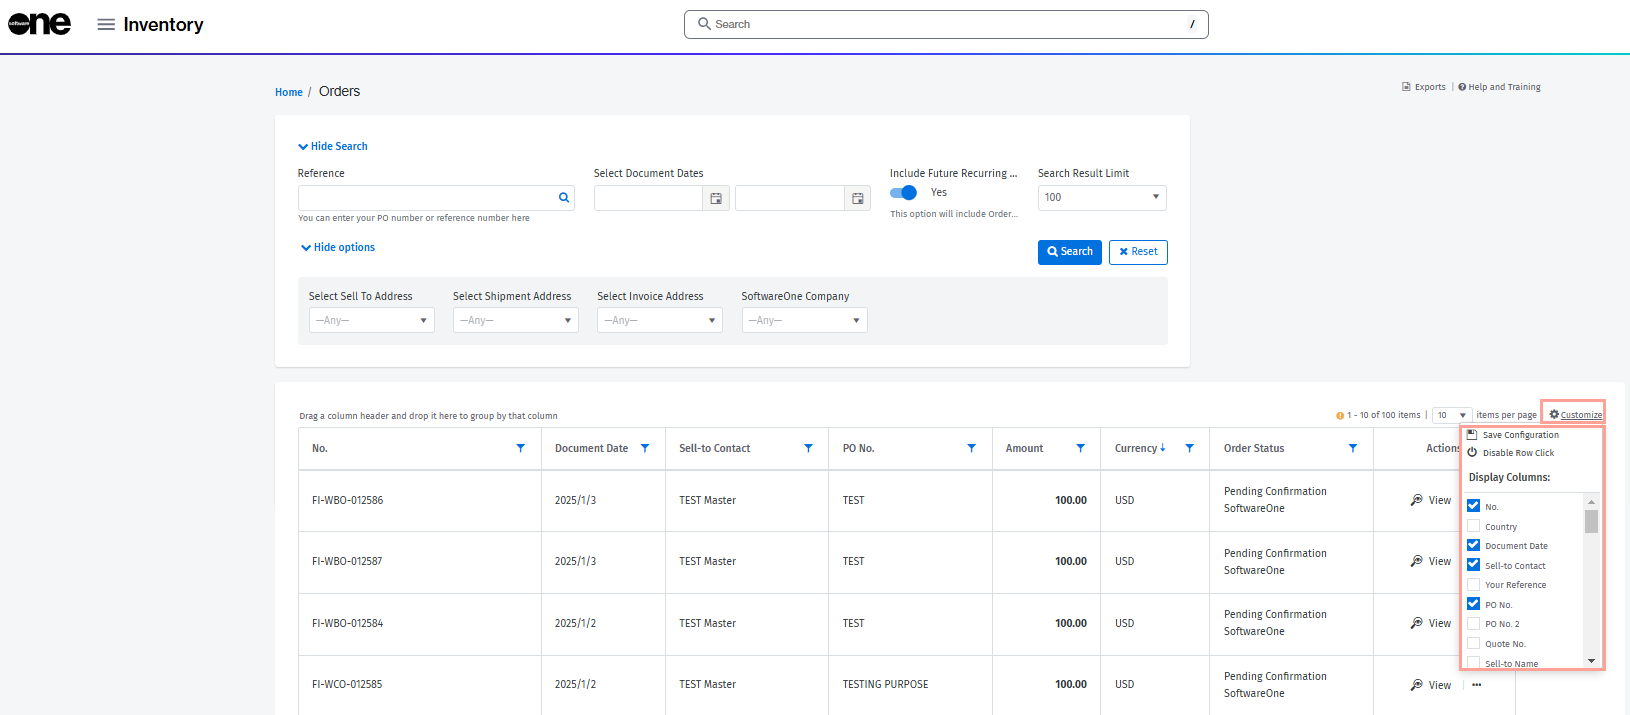 software one
Inventory
Search /
Home / Orders
Exports | Help and Training
Hide Search
Reference Select Document Dates Include Future Recurring ... Search Result Limit
Yes 100
You can enter your PO number or reference number here This option will include Order...
Hide options Search Reset
Select Sell To Address Select Shipment Address Select Invoice Address SoftwareOne Company
—Any— —Any— —Any— —Any—
Drag a column header and drop it here to group by that column 1 - 10 of 100 items | 10 items per page Customize
No. Document Date Sell-to Contact PO No. Amount Currency Order Status Actions
FI-WBO-012586 2025/1/3 TEST Master TEST 100.00 USD Pending Confirmation SoftwareOne View
FI-WBO-012587 2025/1/3 TEST Master TEST 100.00 USD Pending Confirmation SoftwareOne View
FI-WBO-012584 2025/1/2 TEST Master TEST 100.00 USD Pending Confirmation SoftwareOne View
FI-WCO-012585 2025/1/2 TEST Master TESTING PURPOSE 100.00 USD Pending Confirmation SoftwareOne View | •••
Save Configuration
Disable Row Click
Display Columns:
No.
Country
Document Date
Sell-to Contact
Your Reference
PO No.
PO No. 2
Quote No.
Sell-to Name